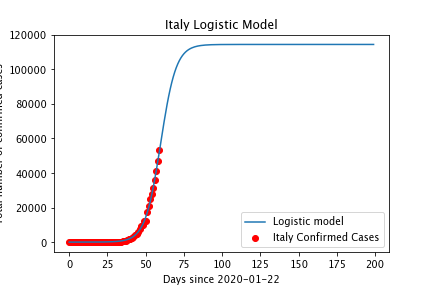 Italy Logistic Model
120000
100000
80000
60000
40000
20000
0
number of confirmed cases
Logistic model
Italy Confirmed Cases
0 25 50 75 100 125 150 175 200
Days since 2020-01-22